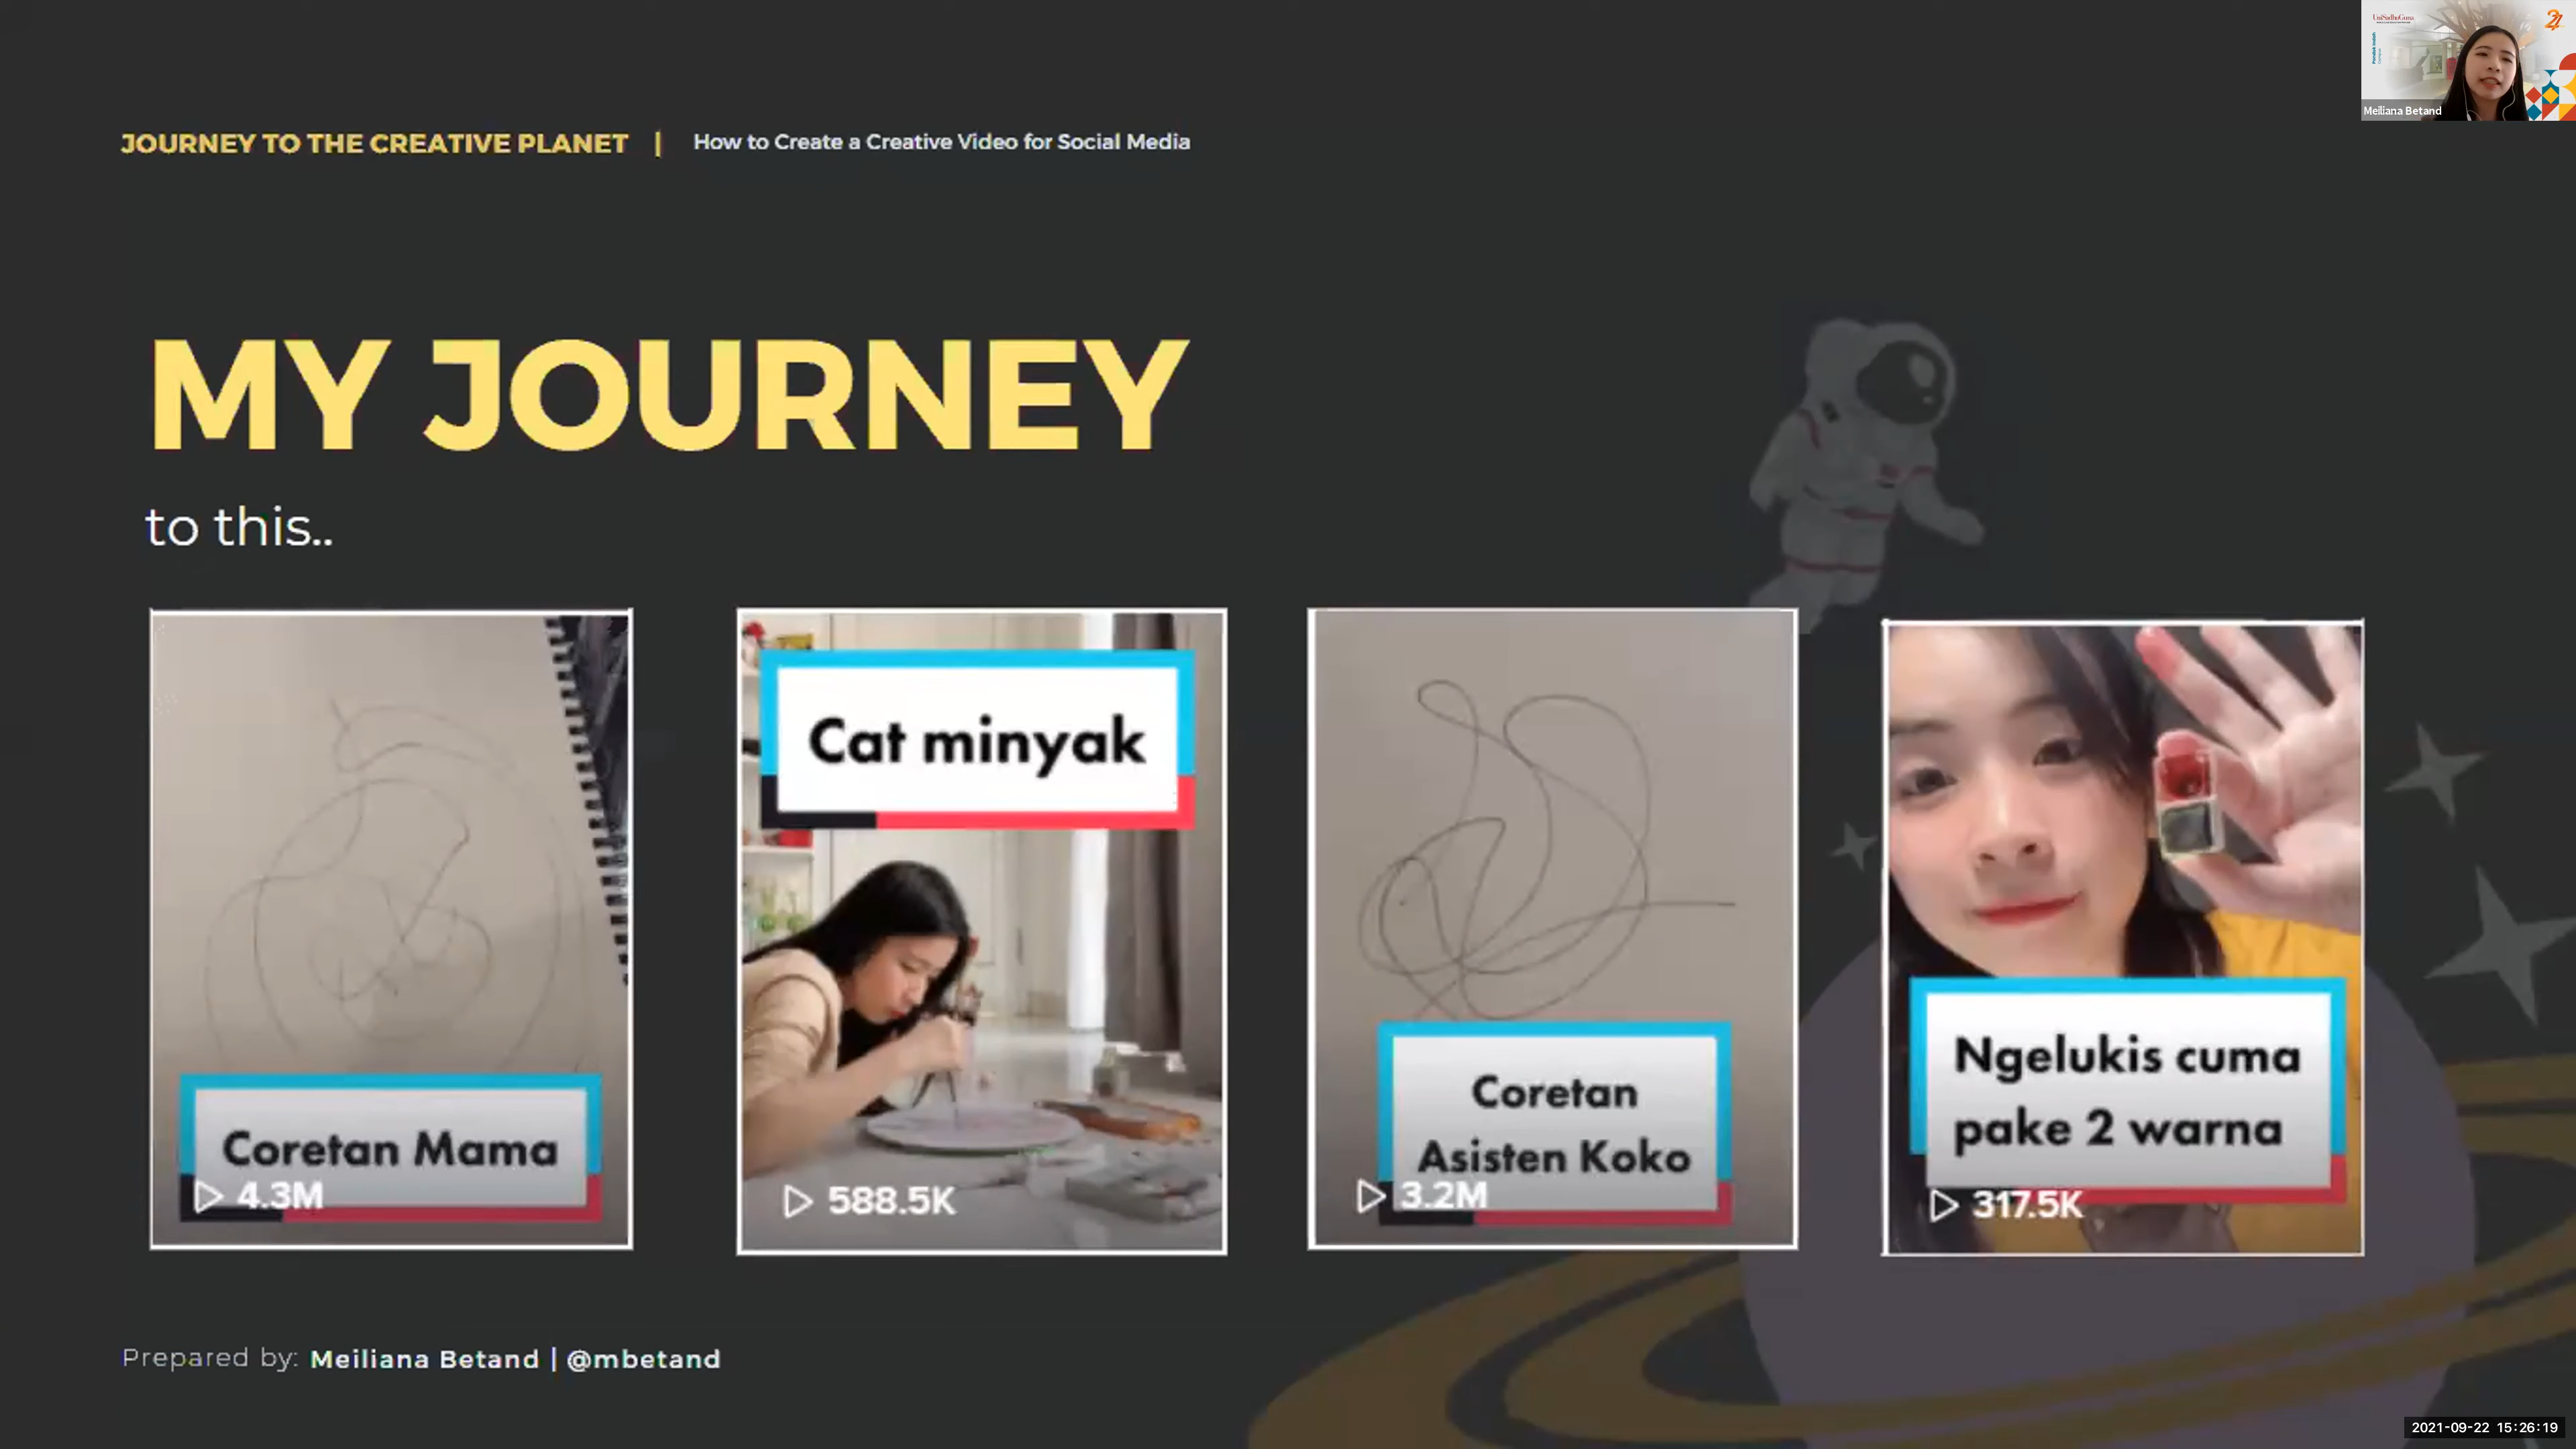 UniSadhuGuna
JOURNEY TO THE CREATIVE PLANET | How to Create a Creative Video for Social Media
Meiliana Betand
MY JOURNEY
to this..
Coretan Mama
4.3M
Cat minyak
588.5K
Coretan
Asisten Koko
3.2M
Ngelukis cuma
pake 2 warna
317.5K
Prepared by: Meiliana Betand | @mbetand
2021-09-22 15:26:19